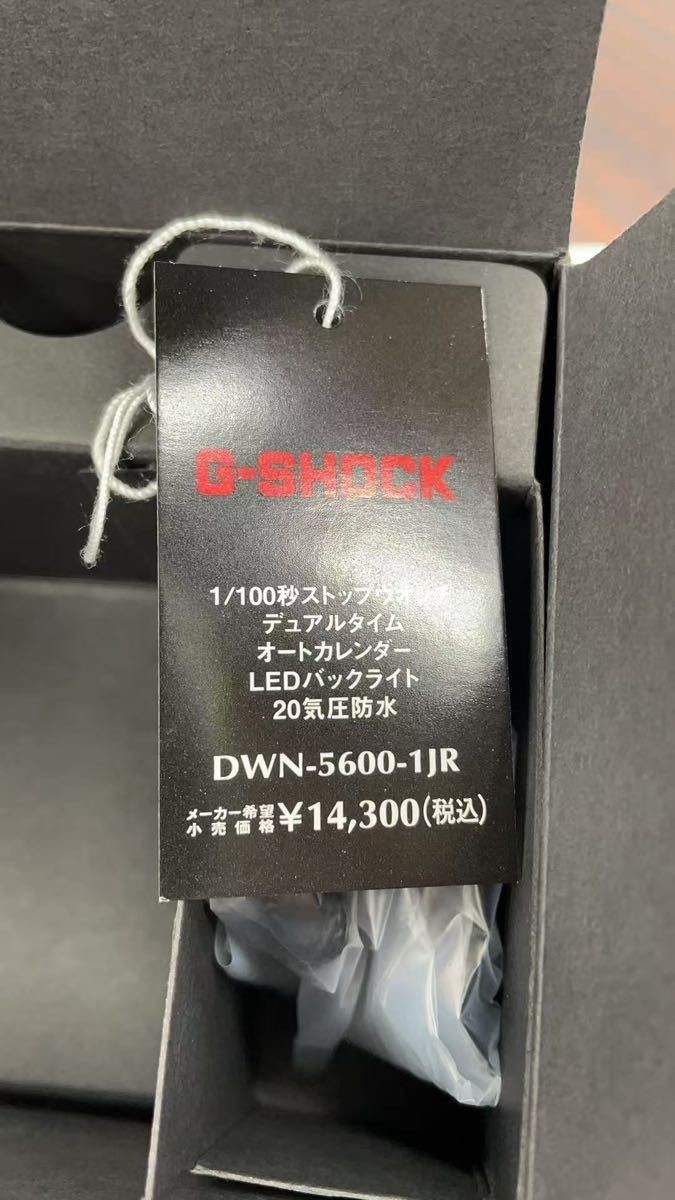 G-SHOCK
1/100秒ストップウオッチ
デュアルタイム
オートカレンダー
LEDバックライト
20気圧防水
DWN-5600-1JR
メーカー希望小売価格 ¥14,300(税込)